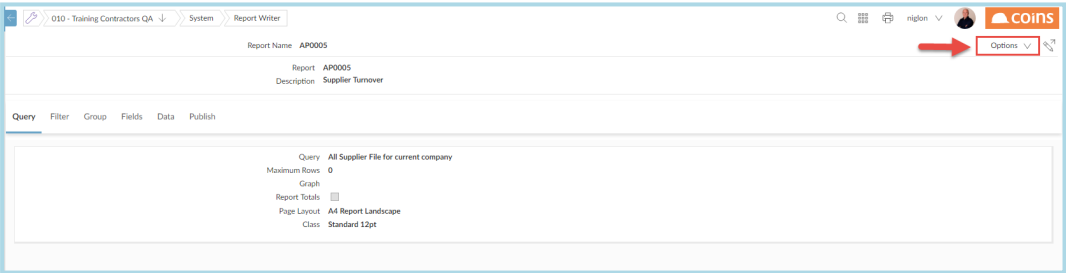 010 - Training Contractors QA System Report Writer niglon COINS
Report Name AP0005 Options
Report AP0005
Description Supplier Turnover
Query Filter Group Fields Data Publish
Query All Supplier File for current company
Maximum Rows 0
Graph
Report Totals
Page Layout A4 Report Landscape
Class Standard 12pt